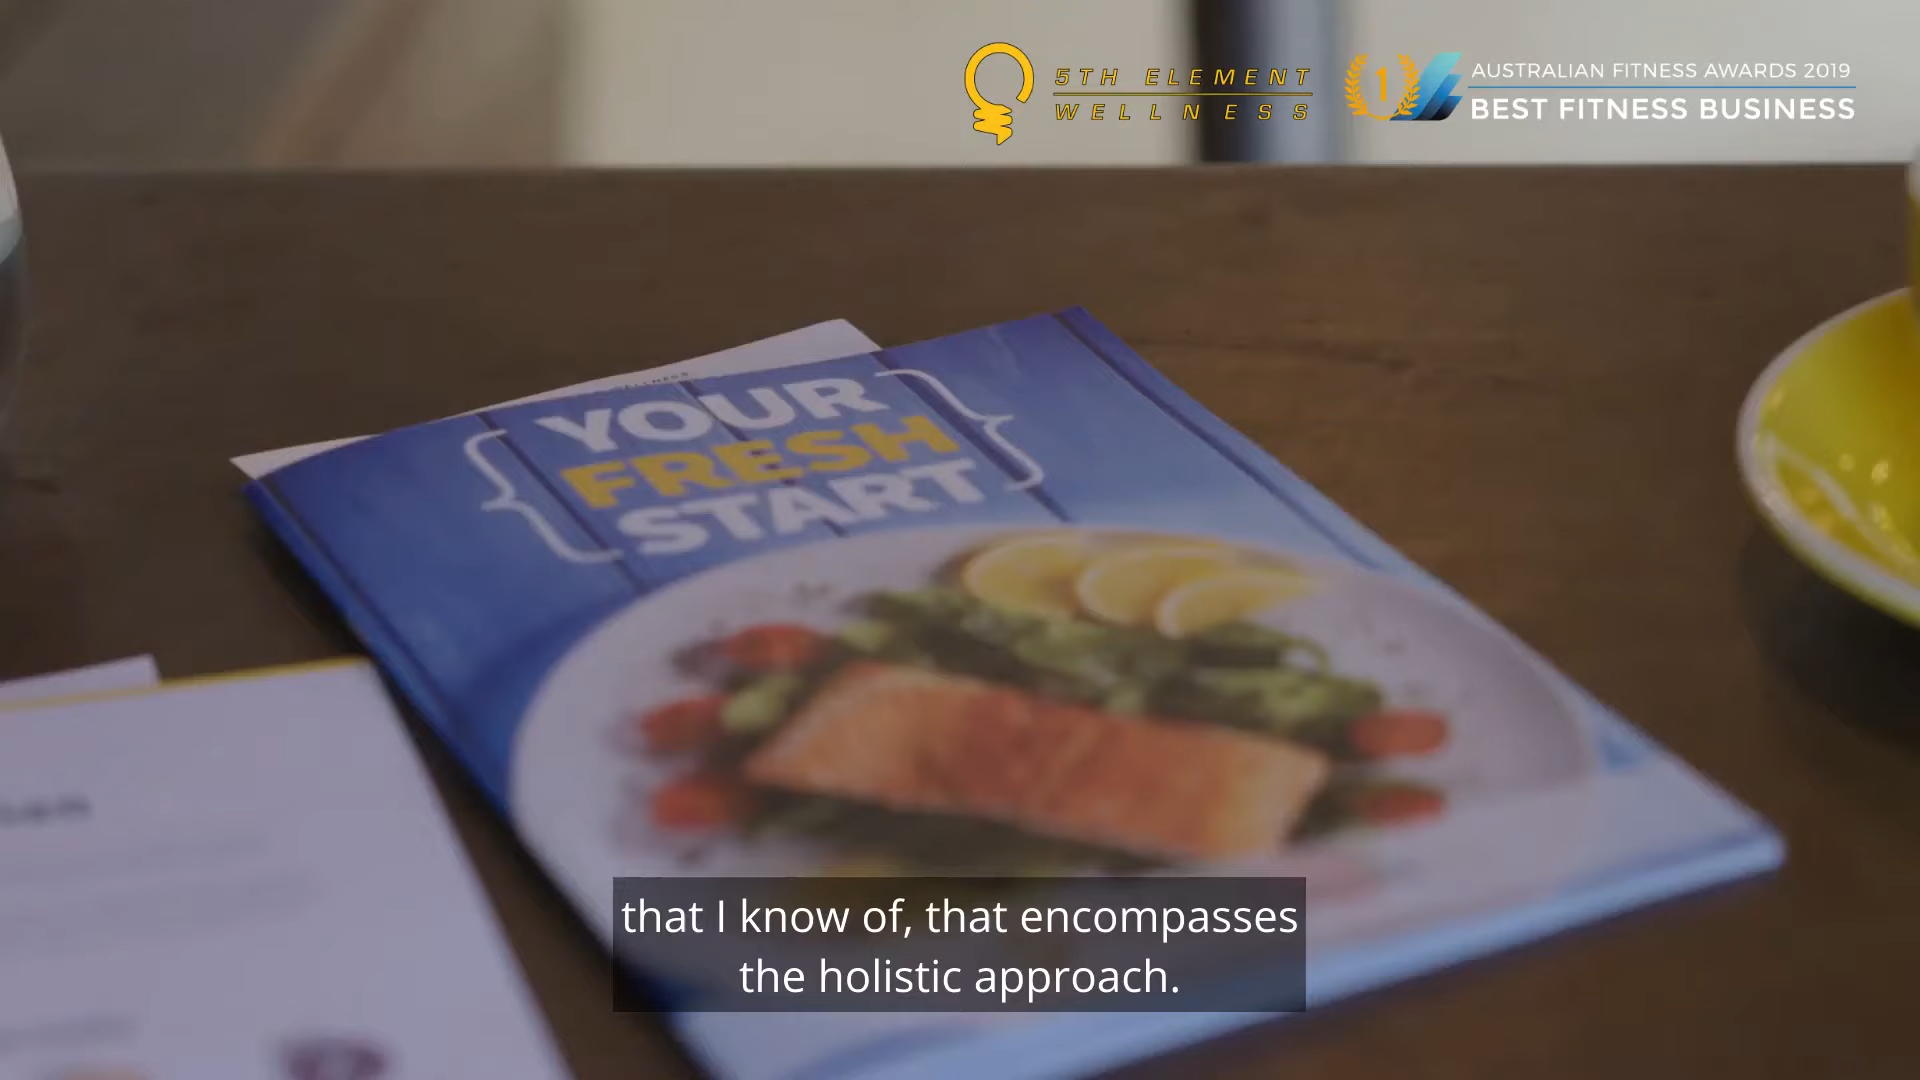 5TH ELEMENT
WELLNESS
1
AUSTRALIAN FITNESS AWARDS 2019
BEST FITNESS BUSINESS
YOUR
FRESH
START
that I know of, that encompasses
the holistic approach.